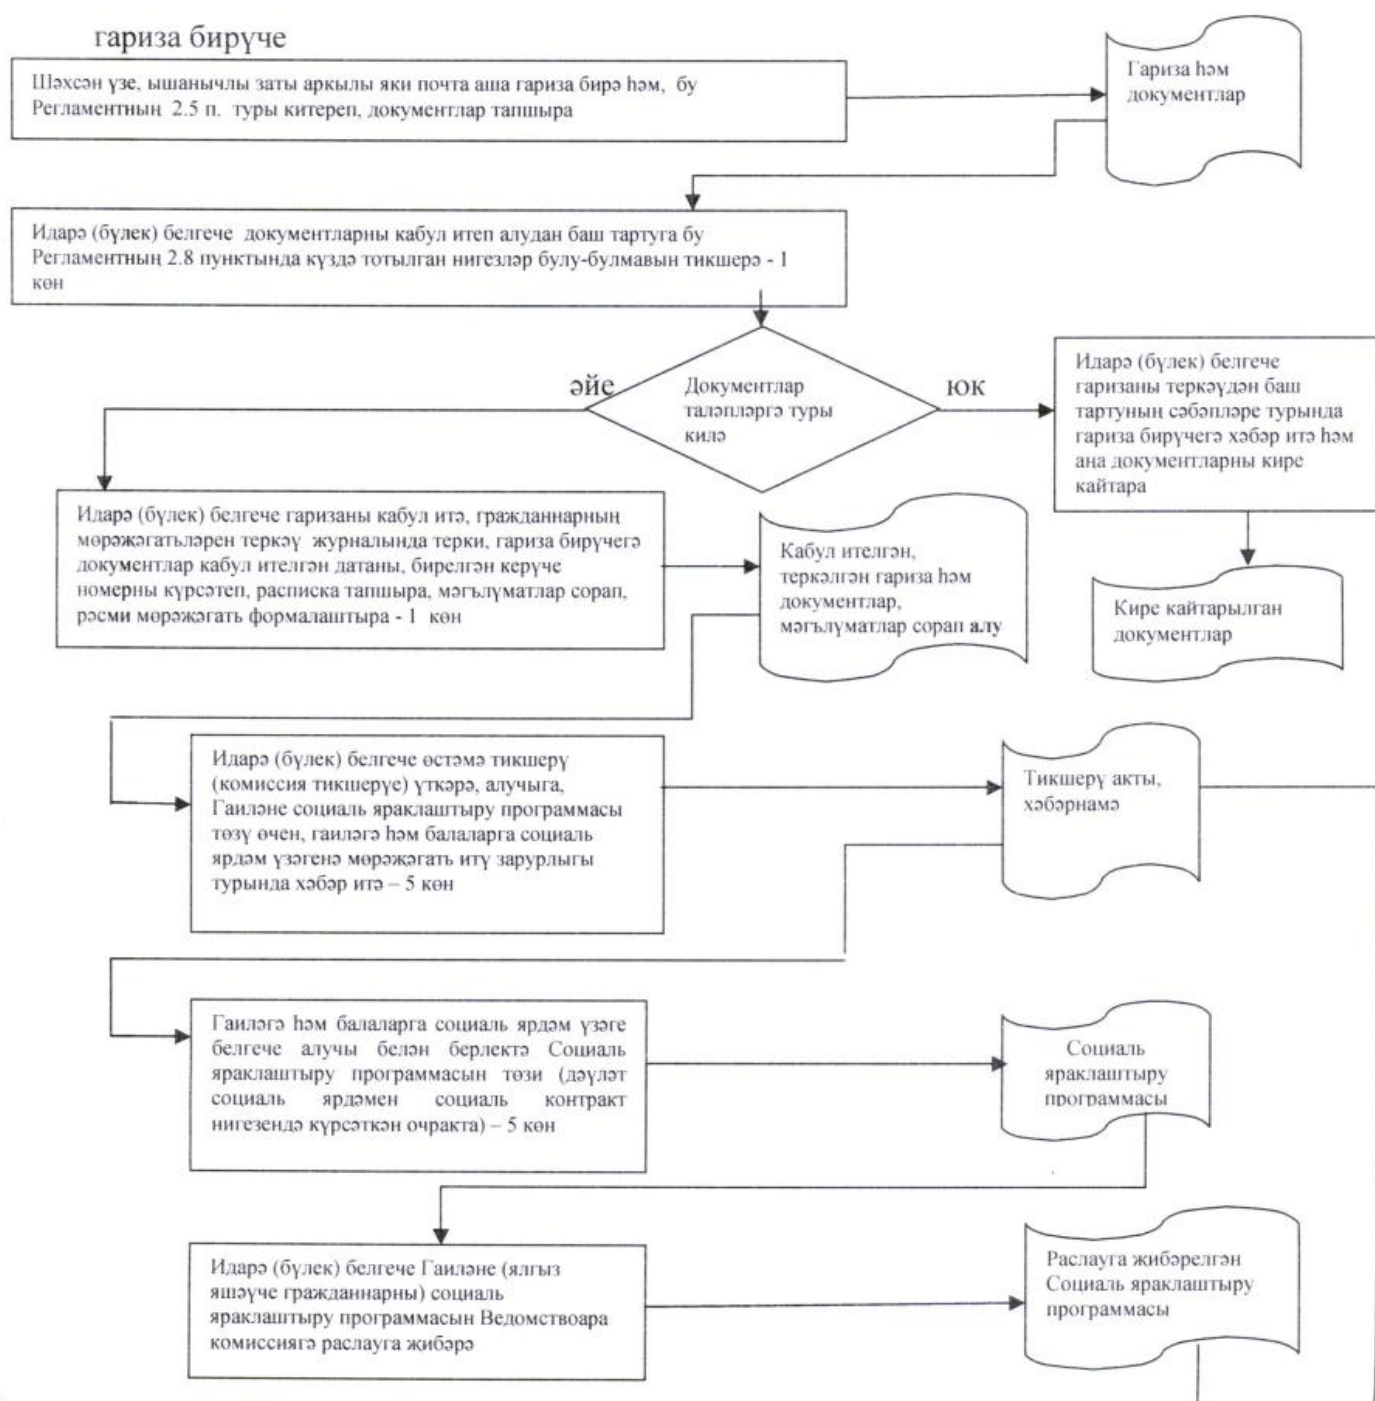 гариза бирүче
Шәхсән үзе, ышанычлы заты аркылы яки почта аша гариза бирә һәм, бу
Регламентның 2.5 п. туры китереп, документлар тапшыра
Гариза һәм
документлар
Идарә (бүлек) белгече документларны кабул итеп алудан баш тартуга бу
Регламентның 2.8 пунктында күздә тотылган нигезләр булу-булмавын тикшерә - 1
көн
әйе
Документлар
таләпләргә туры
килә
юк
Идарә (бүлек) белгече
гаризаны теркәүдән баш
тартуның сәбәпләре турында
гариза бирүчегә хәбәр итә һәм
ана документларны кире
кайтара
Идарә (бүлек) белгече гаризаны кабул итә, гражданнарның
мөрәҗәгатьләрен теркәү журналында терки, гариза бирүчегә
документлар кабул ителгән датаны, бирелгән керүче
номерны күрсәтеп, расписка тапшыра, мәгълүматлар сорап,
рәсми мөрәҗәгать формалаштыра - 1 көн
Кабул ителгән,
теркәлгән гариза һәм
документлар,
мәгълүматлар сорап алу
Кире кайтарылган
документлар
Идарә (бүлек) белгече өстәмә тикшерү
(комиссия тикшерүе) үткәрә, алучыга,
Гаиләне социаль яраклаштыру программасы
төзү өчен, гаиләгә һәм балаларга социаль
ярдәм үзәгенә мөрәҗәгать итү зарурлыгы
турында хәбәр итә – 5 көн
Тикшерү акты,
хәбәрнамә
Гаиләгә һәм балаларга социаль ярдәм үзәге
белгече алучы белән берлектә Социаль
яраклаштыру программасын төзи (дәүләт
социаль ярдәмен социаль контракт
нигезендә күрсәткән очракта) – 5 көн
Социаль
яраклаштыру
программасы
Идарә (бүлек) белгече Гаиләне (ялгыз
яшәүче гражданнарны) социаль
яраклаштыру программасын Ведомствоара
комиссиягә раслауга җибәрә
Раслауга җибәрелгән
Социаль яраклаштыру
программасы